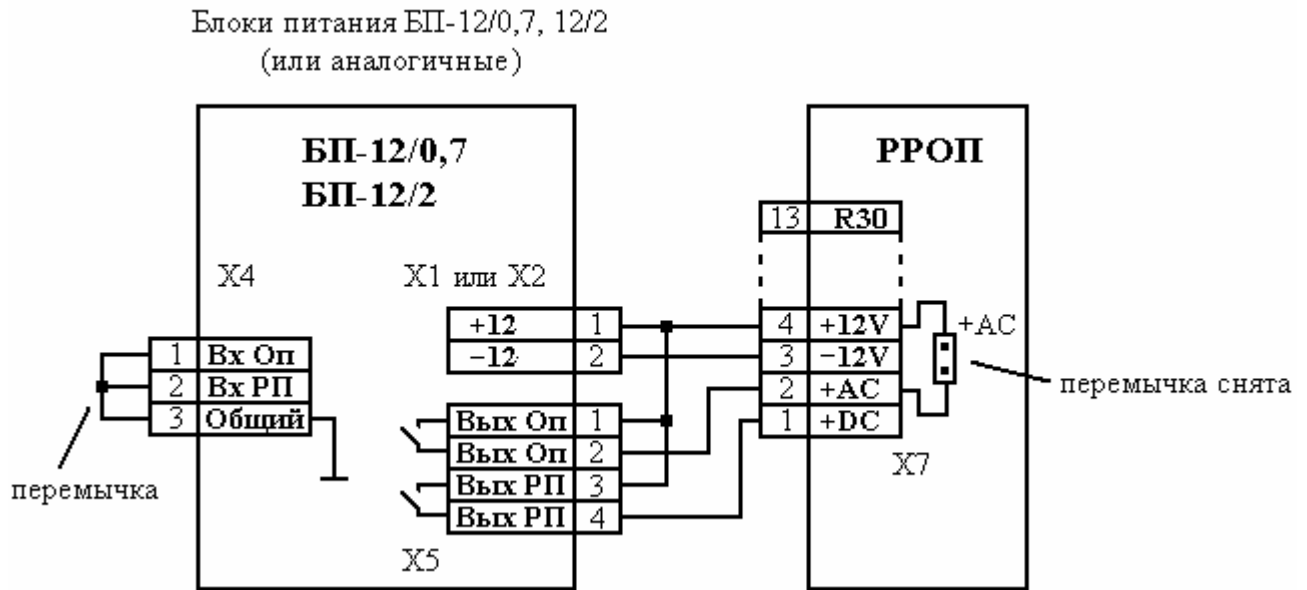 Блоки питания БП-12/0,7, 12/2
(или аналогичные)
БП-12/0,7
БП-12/2
РРОП
13 R30
X4
X1 или X2
+12 1
-12 2
4 +12V
3 -12V
2 +AC
1 +DC
+AC
перемычка снята
X7
1 Вх Оп
2 Вх РП
3 Общий
перемычка
Вых Оп 1
Вых Оп 2
Вых РП 3
Вых РП 4
X5